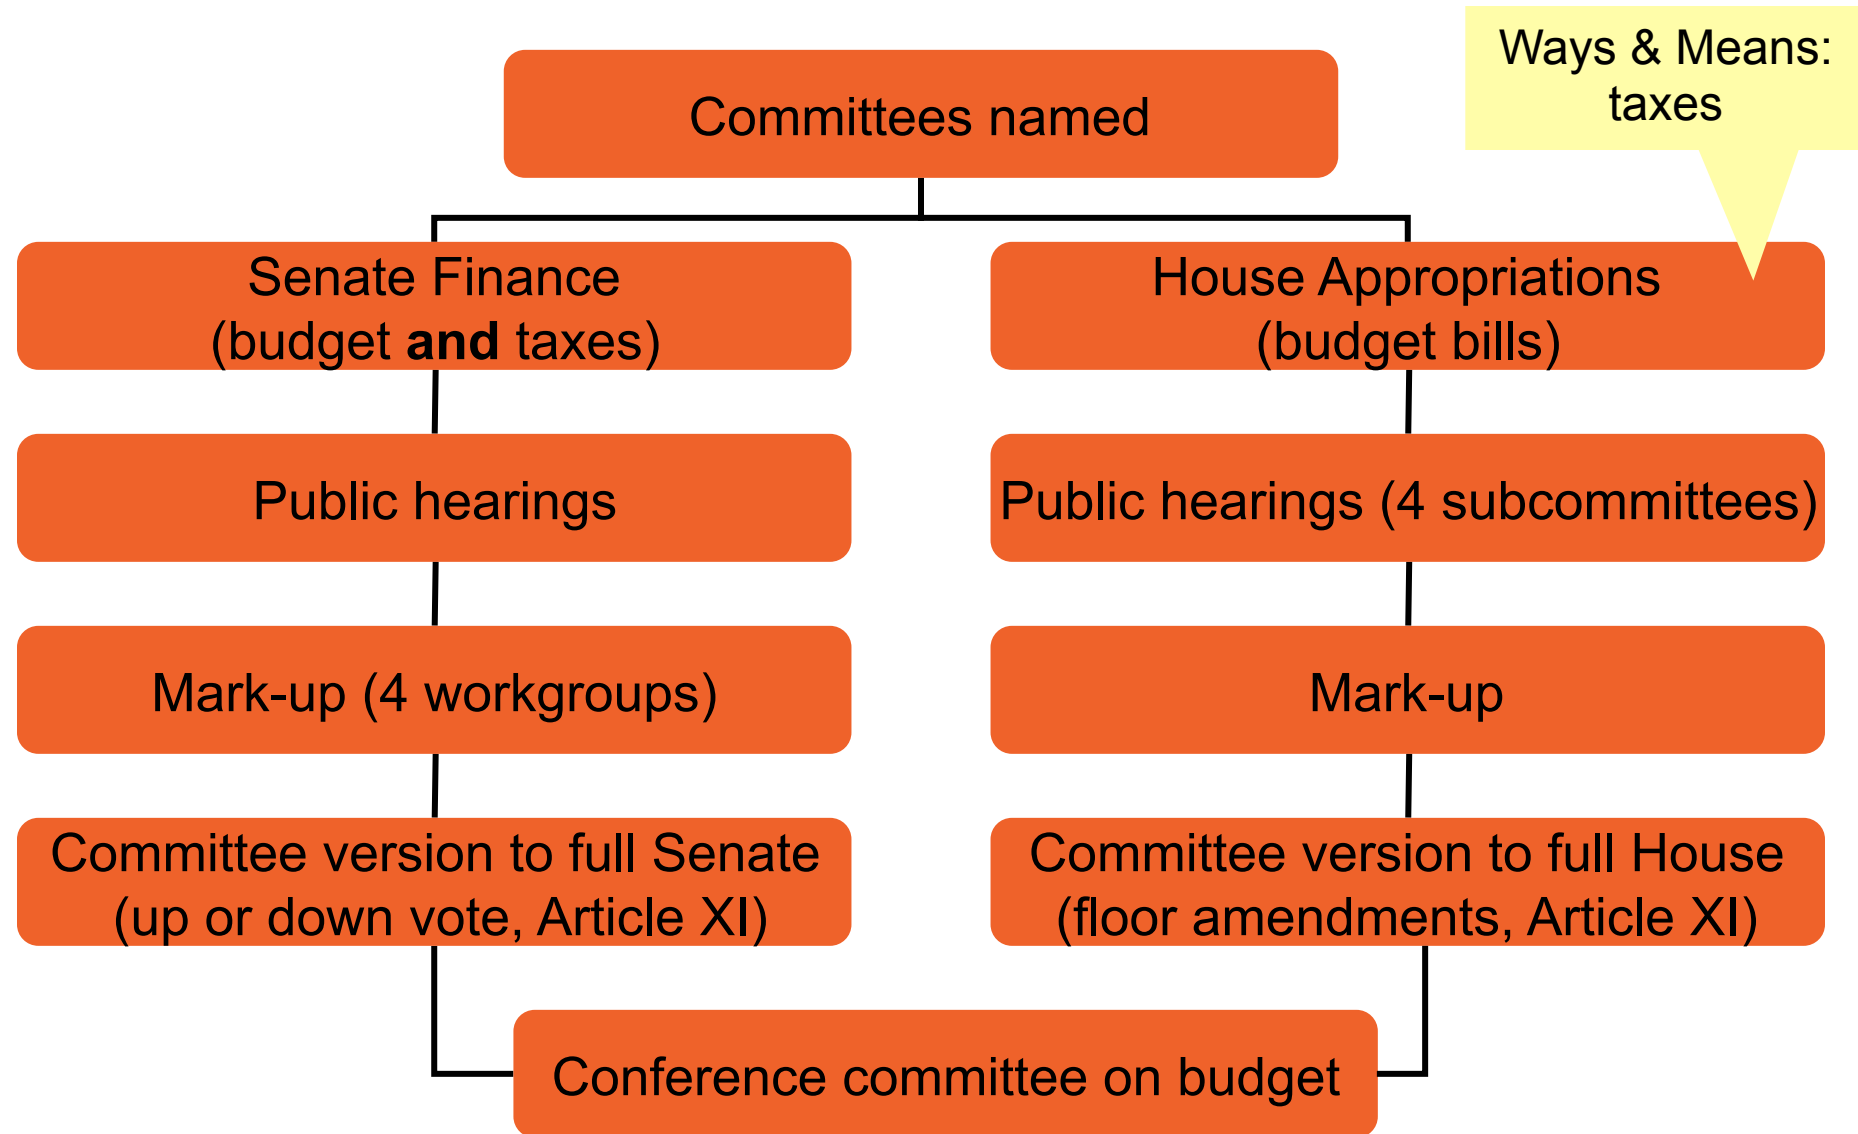 Ways & Means:
taxes
Committees named
Senate Finance
(budget and taxes)
House Appropriations
(budget bills)
Public hearings
Public hearings (4 subcommittees)
Mark-up (4 workgroups)
Mark-up
Committee version to full Senate
(up or down vote, Article XI)
Committee version to full House
(floor amendments, Article XI)
Conference committee on budget